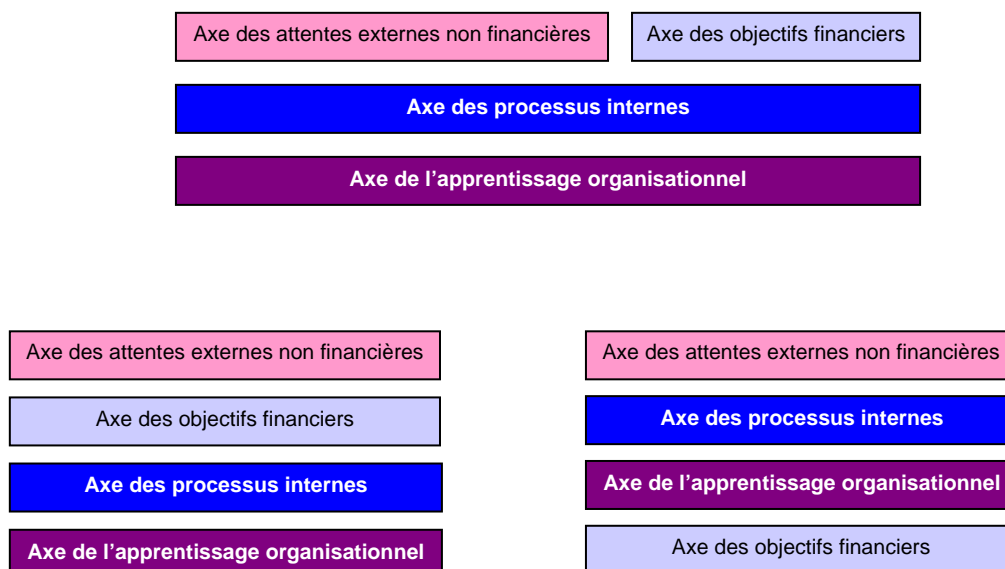 Axe des attentes externes non financières
Axe des objectifs financiers
Axe des processus internes
Axe de l'apprentissage organisationnel
Axe des attentes externes non financières
Axe des objectifs financiers
Axe des processus internes
Axe de l'apprentissage organisationnel
Axe des attentes externes non financières
Axe des processus internes
Axe de l'apprentissage organisationnel
Axe des objectifs financiers